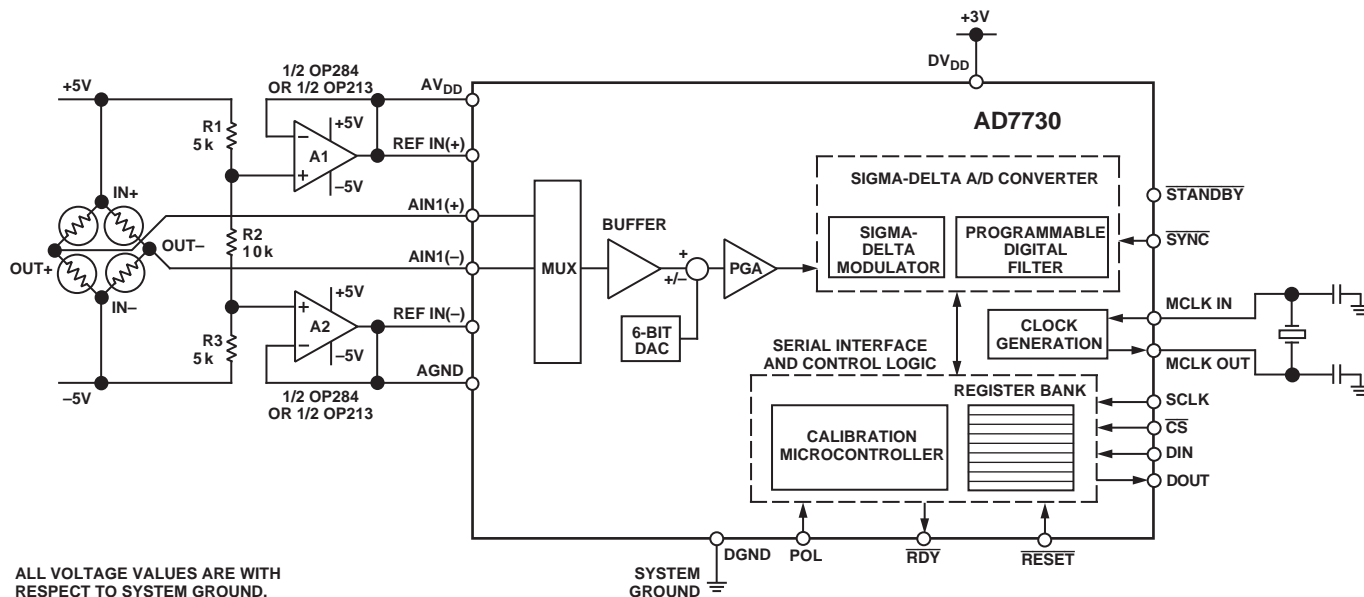 +3V
DVDD
1/2 OP284
OR 1/2 OP213
AVDD
+5V
R1
5k
+5V
A1
–5V
–
+
REF IN(+)
AD7730
SIGMA-DELTA A/D CONVERTER
STANDBY
IN+
AIN1(+)
BUFFER
SIGMA-
DELTA
MODULATOR
PROGRAMMABLE
DIGITAL
FILTER
SYNC
R2
10k
OUT–
OUT+
AIN1(–)
MUX
+
+/–
PGA
IN–
+5V
A2
–5V
+
–
REF IN(–)
6-BIT
DAC
MCLK IN
CLOCK
GENERATION
MCLK OUT
R3
5k
SERIAL INTERFACE
AND CONTROL LOGIC
–5V
AGND
1/2 OP284
OR 1/2 OP213
REGISTER BANK
SCLK
CS
CALIBRATION
MICROCONTROLLER
DIN
DOUT
DGND
POL
RDY
RESET
SYSTEM
GROUND
ALL VOLTAGE VALUES ARE WITH
RESPECT TO SYSTEM GROUND.